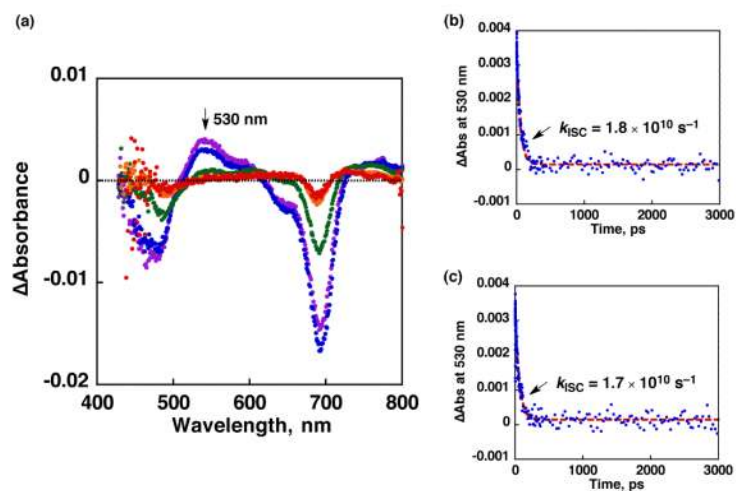 (a)
0.01
0
-0.01
-0.02
ΔAbsorbance
530 nm
400 500 600 700 800
Wavelength, nm
(b)
0.004
0.003
0.002
0.001
0
-0.001
ΔAbs at 530 nm
k_ISC = 1.8 × 10¹⁰ s⁻¹
0 1000 2000 3000
Time, ps
(c)
0.004
0.003
0.002
0.001
0
-0.001
ΔAbs at 530 nm
k_ISC = 1.7 × 10¹⁰ s⁻¹
0 1000 2000 3000
Time, ps